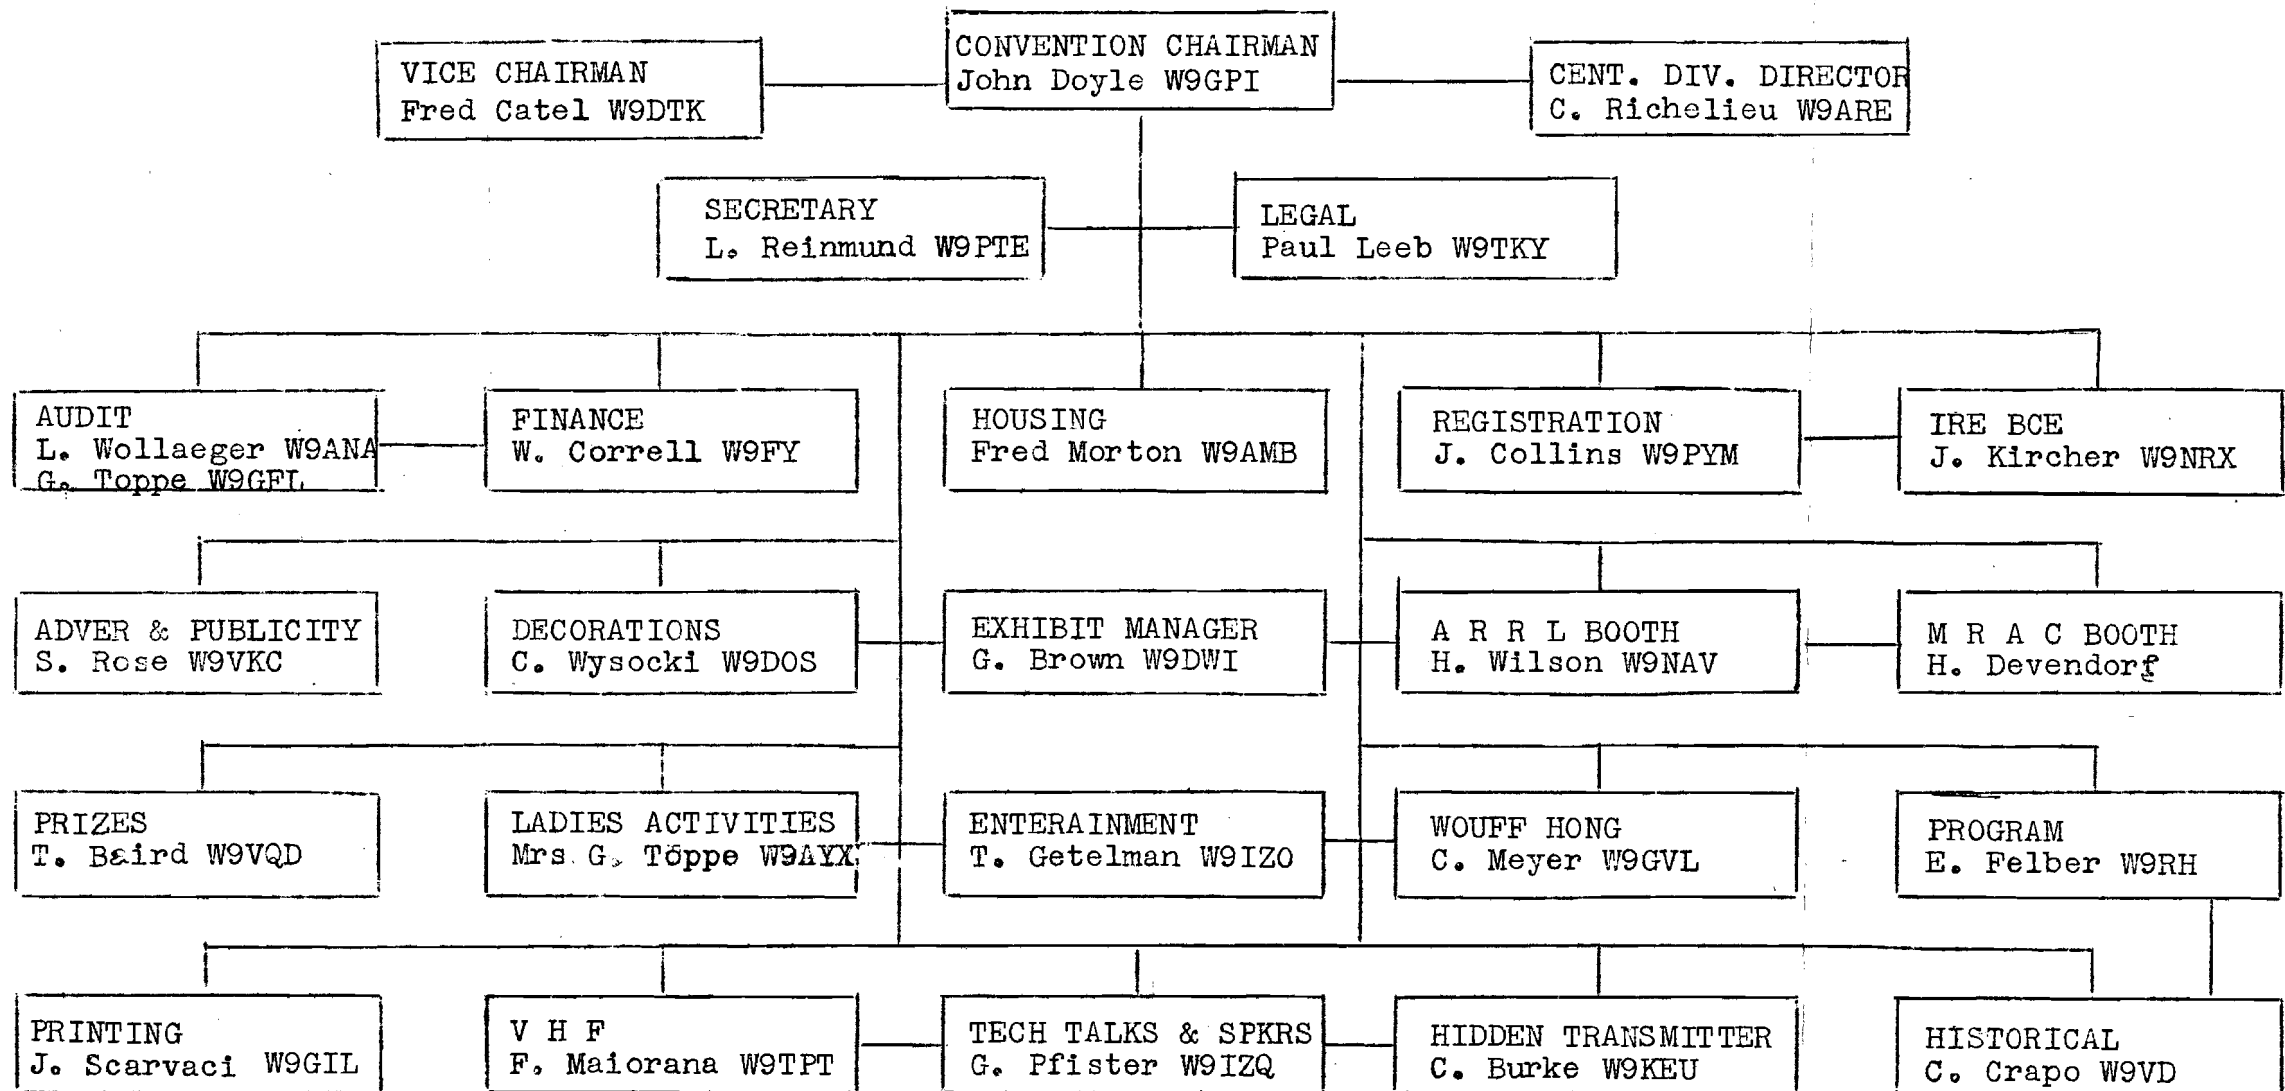 VICE CHAIRMAN
Fred Catel W9DTK
CONVENTION CHAIRMAN
John Doyle W9GPI
CENT. DIV. DIRECTOR
C. Richelieu W9ARE
SECRETARY
L. Reinmund W9PTE
LEGAL
Paul Leeb W9TKY
AUDIT
L. Wollaeger W9ANA
G. Toppe W9GFL
FINANCE
W. Correll W9FY
HOUSING
Fred Morton W9AMB
REGISTRATION
J. Collins W9PYM
IRE BCE
J. Kircher W9NRX
ADVER & PUBLICITY
S. Rose W9VKC
DECORATIONS
C. Wysocki W9DOS
EXHIBIT MANAGER
G. Brown W9DWI
A R R L BOOTH
H. Wilson W9NAV
M R A C BOOTH
H. Devendorf
PRIZES
T. Baird W9VQD
LADIES ACTIVITIES
Mrs. G. Toppe W9AYX
ENTERAINMENT
T. Getelman W9IZO
WOUFF HONG
C. Meyer W9GVL
PROGRAM
E. Felber W9RH
PRINTING
J. Scarvaci W9GIL
V H F
F. Maiorana W9TPT
TECH TALKS & SPKRS
G. Pfister W9IZQ
HIDDEN TRANSMITTER
C. Burke W9KEU
HISTORICAL
C. Crapo W9VD